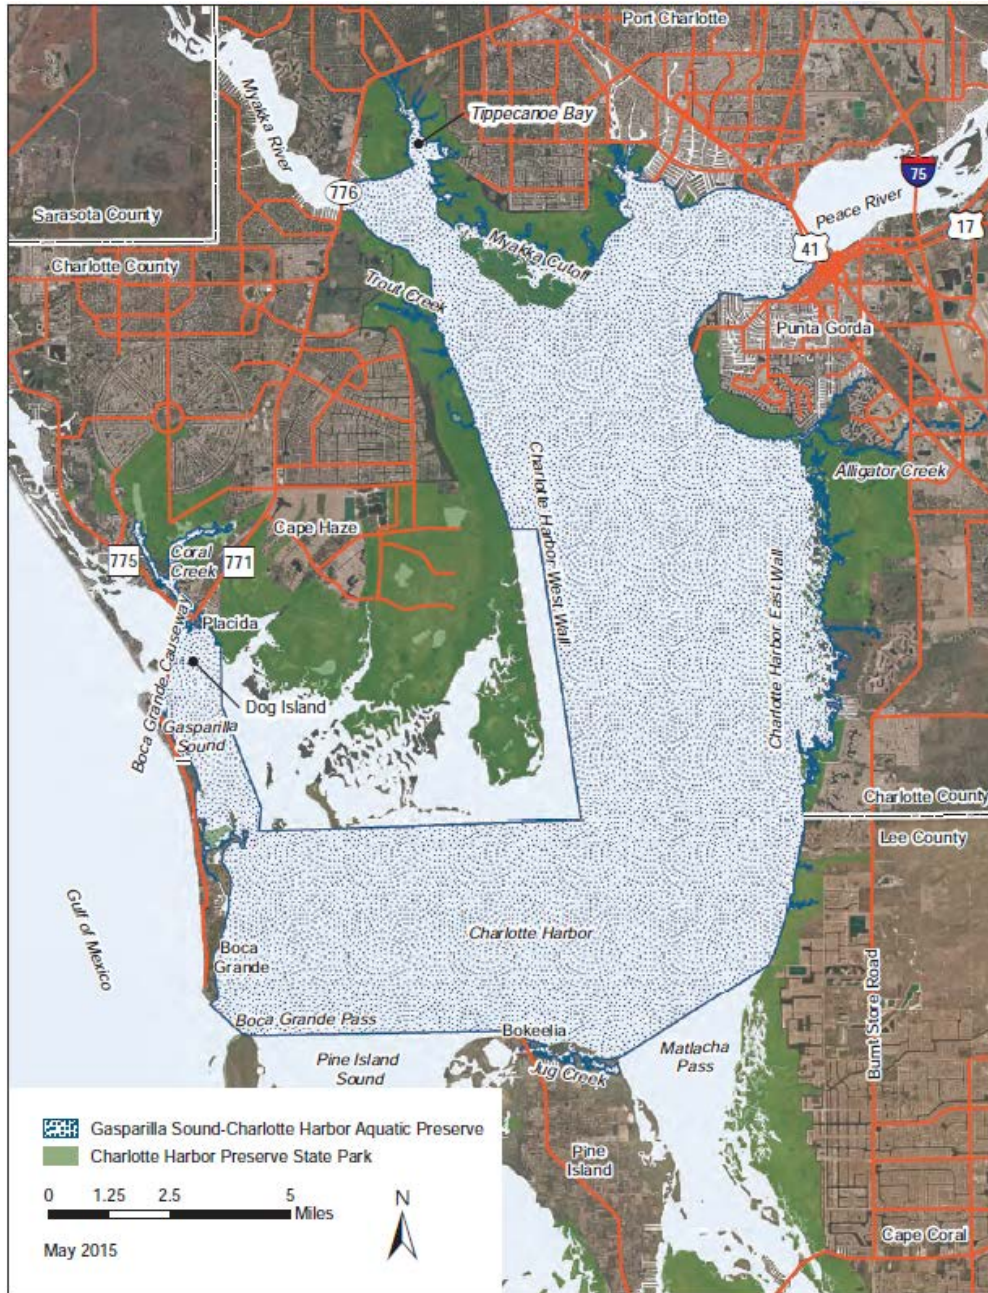 Port Charlotte
Myakka River
Tippecanoe Bay
75
776
Peace River
Sarasota County
17
41
Myakka Cutoff
Charlotte County
Trout Creek
Punta Gorda
Alligator Creek
Charlotte Harbor West Wall
Cape Haze
775
Coral
Creek
771
Charlotte Harbor East Wall
Placida
Boca Grande Causeway
Dog Island
Gasparilla
Sound
Charlotte County
Lee County
Gulf of Mexico
Charlotte Harbor
Boca
Grande
Burnt Store Road
Boca Grande Pass
Bokeelia
Pine Island
Sound
Matlacha
Pass
Jug Creek
Gasparilla Sound-Charlotte Harbor Aquatic Preserve
Charlotte Harbor Preserve State Park
Pine
Island
0 1.25 2.5 5
Miles
N
May 2015
Cape Coral